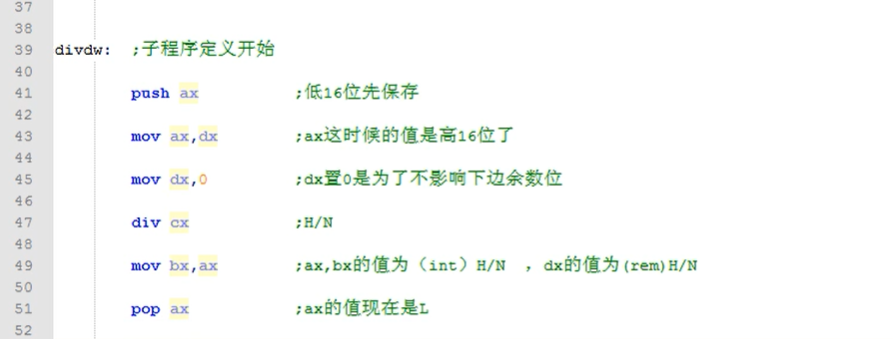 37
38
39 divdw: ;子程序定义开始
40
41 push ax ;低16位先保存
42
43 mov ax,dx ;ax这时候的值是高16位了
44
45 mov dx,0 ;dx置0是为了不影响下边余数位
46
47 div cx ;H/N
48
49 mov bx,ax ;ax,bx的值为（int）H/N ，dx的值为(rem)H/N
50
51 pop ax ;ax的值现在是L
52